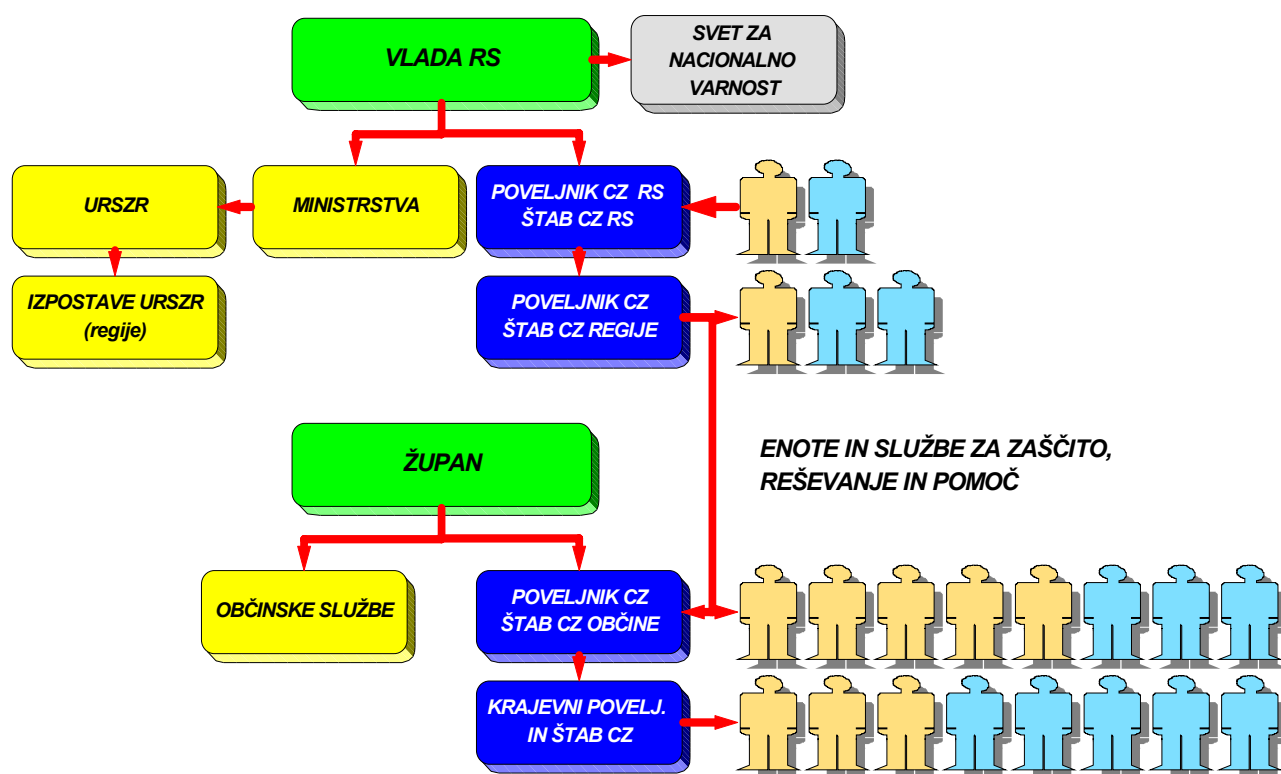 VLADA RS
SVET ZA
NACIONALNO
VARNOST
URSZR
MINISTRSTVA
POVELJNIK CZ RS
ŠTAB CZ RS
IZPOSTAVE URSZR
(regije)
POVELJNIK CZ
ŠTAB CZ REGIJE
ŽUPAN
ENOTE IN SLUŽBE ZA ZAŠČITO,
REŠEVANJE IN POMOČ
OBČINSKE SLUŽBE
POVELJNIK CZ
ŠTAB CZ OBČINE
KRAJEVNI POVELJ.
IN ŠTAB CZ